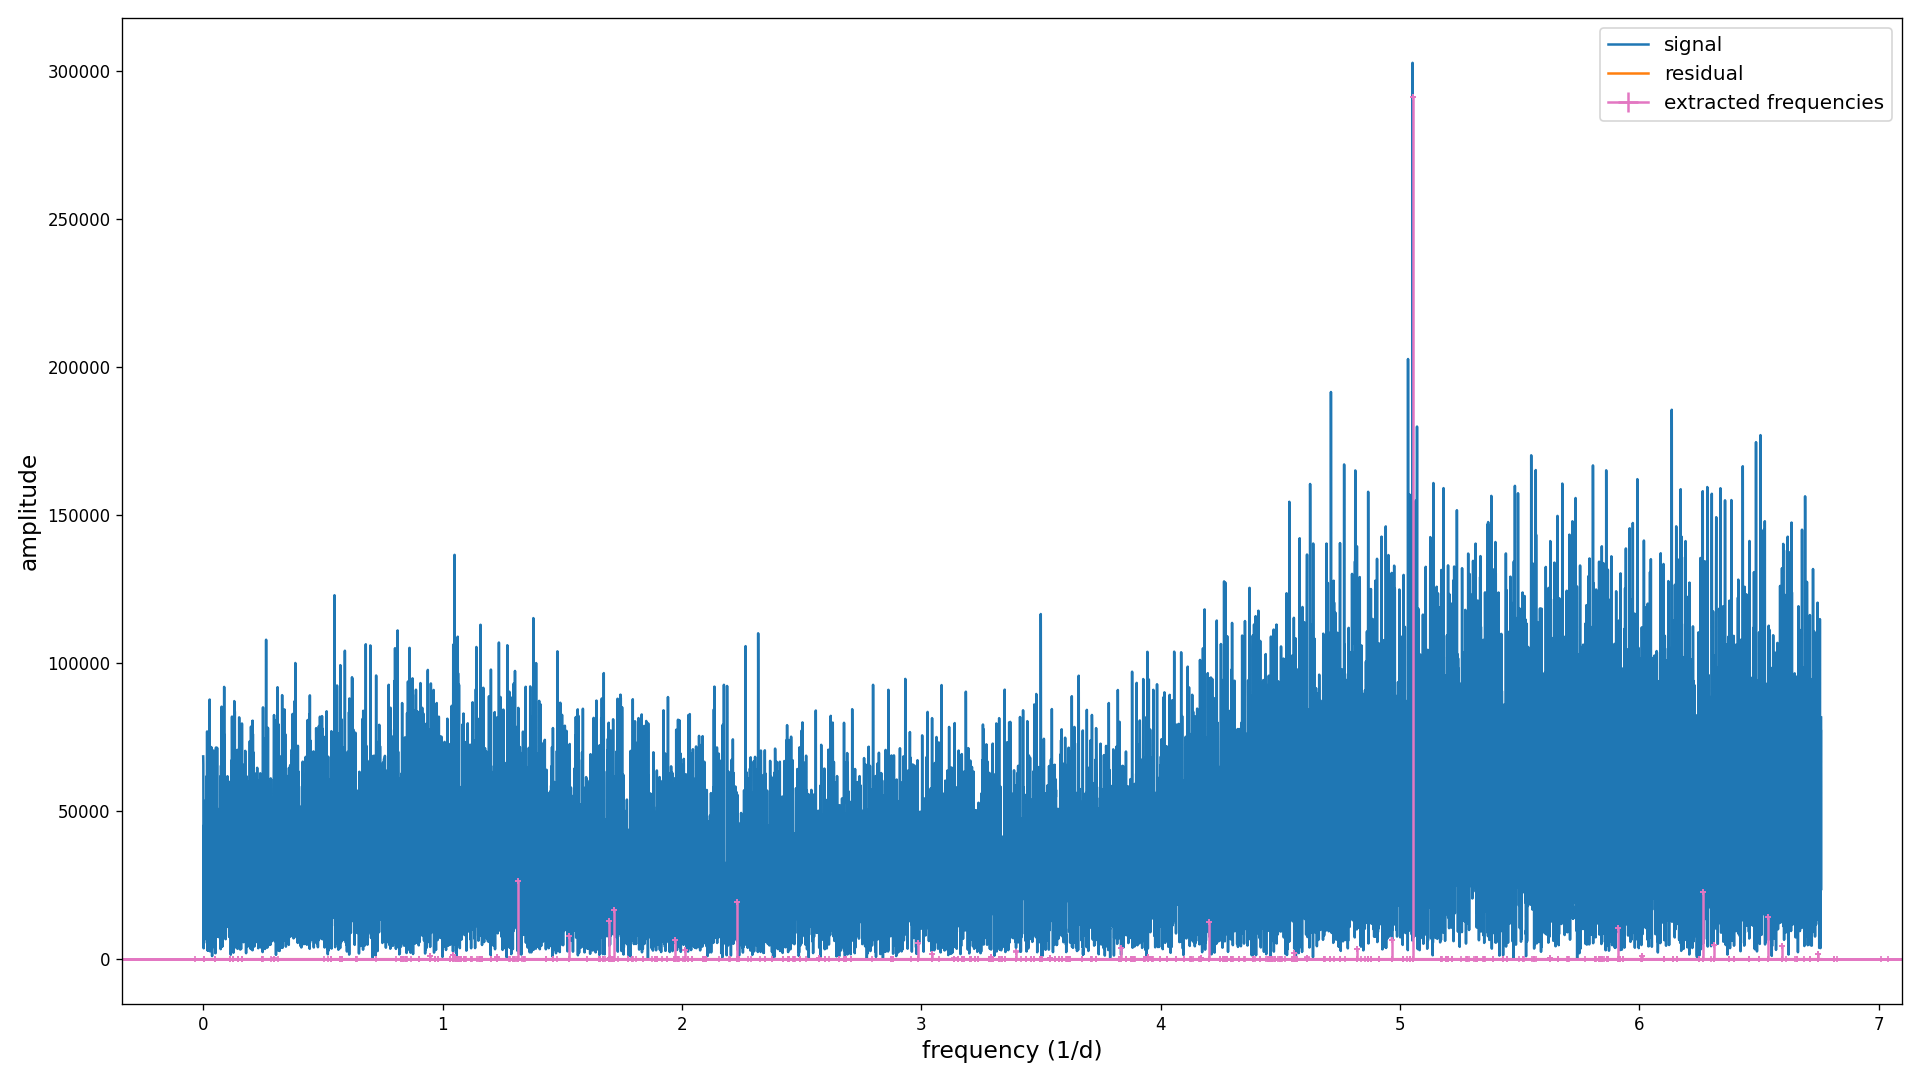 signal
residual
extracted frequencies
amplitude
300000
250000
200000
150000
100000
50000
0
0 1 2 3 4 5 6 7
frequency (1/d)